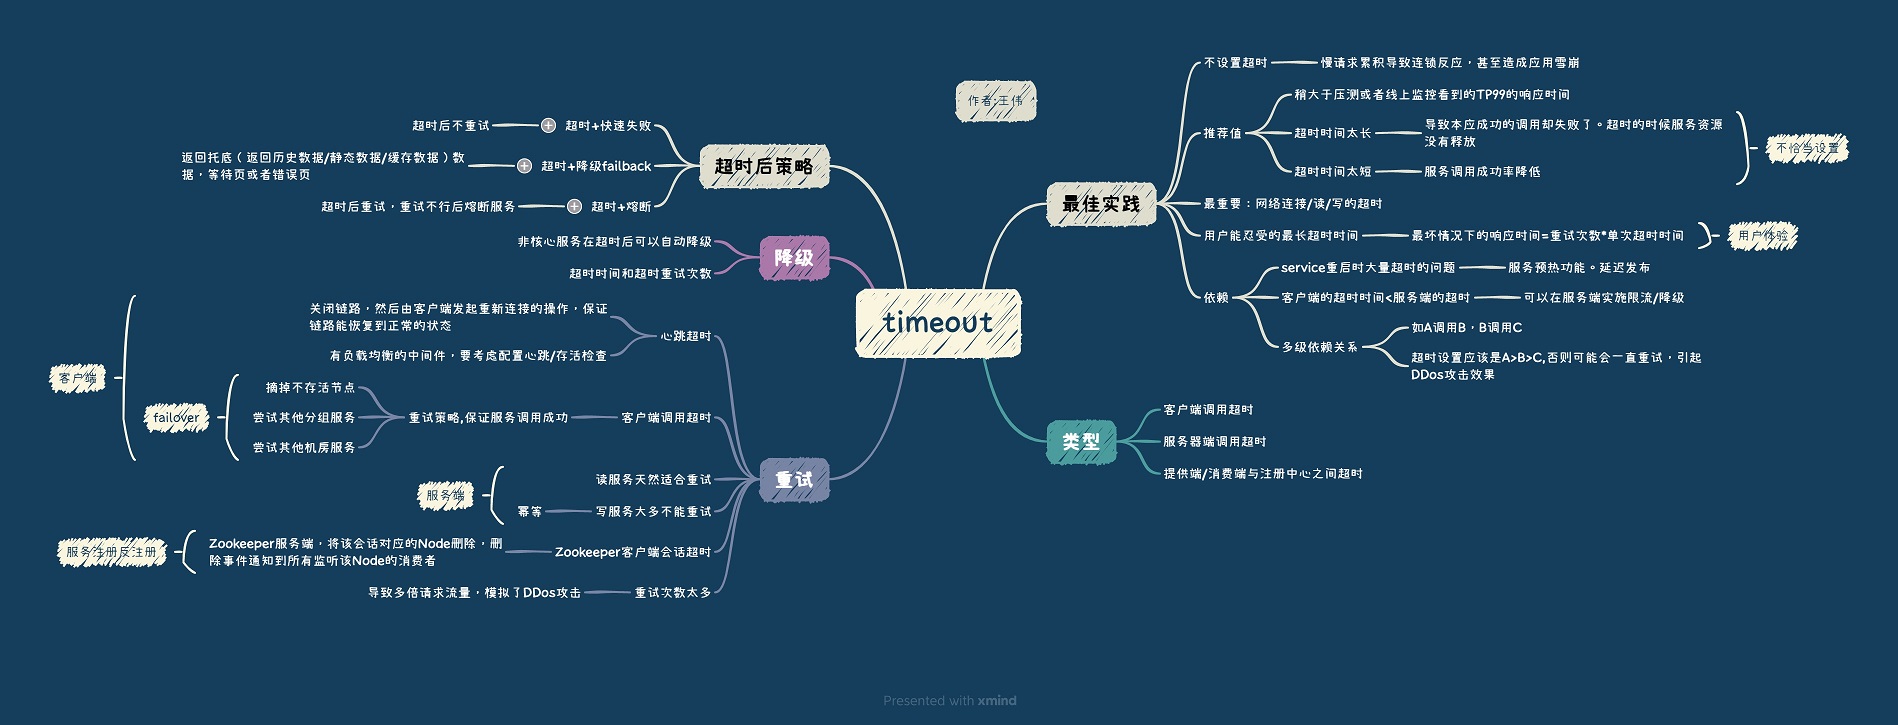 timeout
作者:王伟
最佳实践
不设置超时
慢请求累积导致连锁反应，甚至造成应用雪崩
推荐值
稍大于压测或者线上监控看到的TP99的响应时间
超时时间太长
导致本应成功的调用却失败了。超时的时候服务资源
没有释放
超时时间太短
服务调用成功率降低
不恰当设置
最重要：网络连接/读/写的超时
用户能忍受的最长超时时间
最坏情况下的响应时间=重试次数*单次超时时间
用户体验
依赖
service重启时大量超时的问题
服务预热功能。延迟发布
客户端的超时时间<服务端的超时
可以在服务端实施限流/降级
多级依赖关系
如A调用B，B调用C
超时设置应该是A>B>C,否则可能会一直重试，引起
DDos攻击效果
类型
客户端调用超时
服务器端调用超时
提供端/消费端与注册中心之间超时
超时后策略
超时+快速失败
超时后不重试
超时+降级failback
返回托底（返回历史数据/静态数据/缓存数据）数
据，等待页或者错误页
超时+熔断
超时后重试，重试不行后熔断服务
降级
非核心服务在超时后可以自动降级
超时时间和超时重试次数
重试
心跳超时
关闭链路，然后由客户端发起重新连接的操作，保证
链路能恢复到正常的状态
有负载均衡的中间件，要考虑配置心跳/存活检查
客户端调用超时
重试策略,保证服务调用成功
摘掉不存活节点
尝试其他分组服务
尝试其他机房服务
failover
客户端
读服务天然适合重试
写服务大多不能重试
幂等
服务端
Zookeeper客户端会话超时
Zookeeper服务端，将该会话对应的Node删除，删
除事件通知到所有监听该Node的消费者
服务注册反注册
重试次数太多
导致多倍请求流量，模拟了DDos攻击
Presented with xmind